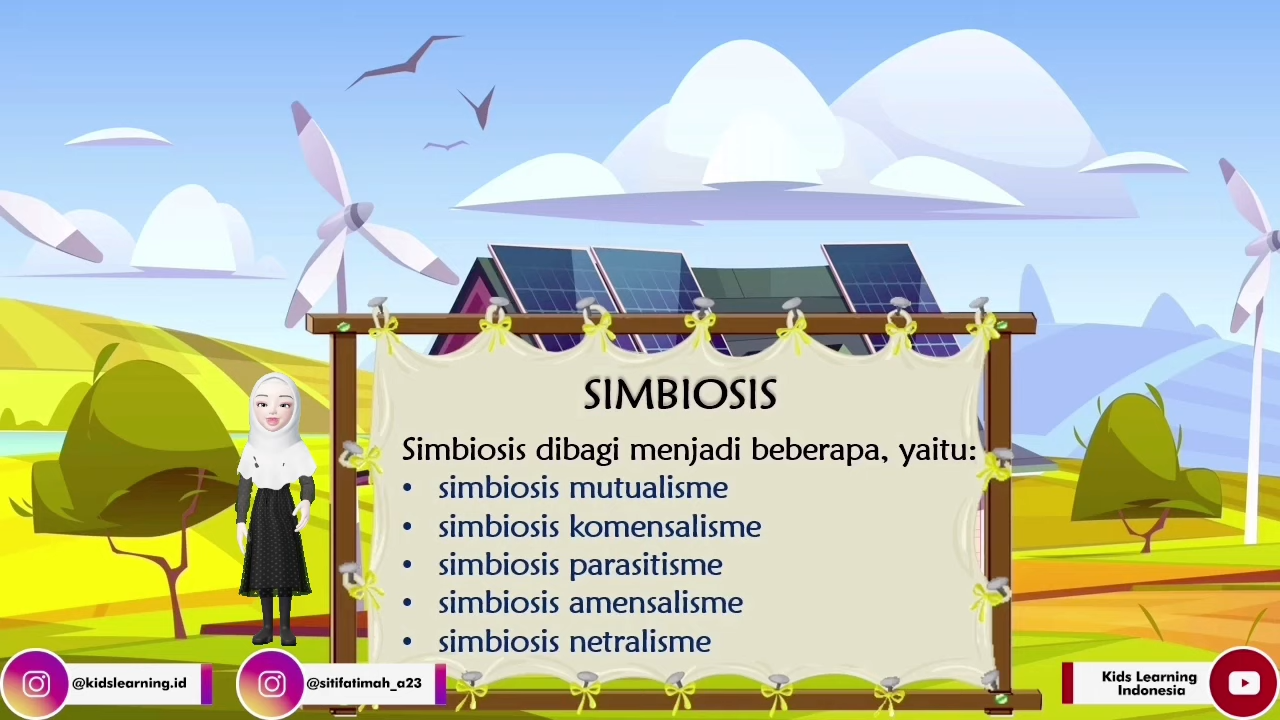 SIMBIOSIS
Simbiosis dibagi menjadi beberapa, yaitu:
• simbiosis mutualisme
• simbiosis komensalisme
• simbiosis parasitisme
• simbiosis amensalisme
• simbiosis netralisme
@kidslearning.id
@sitifatimah_a23
Kids Learning
Indonesia